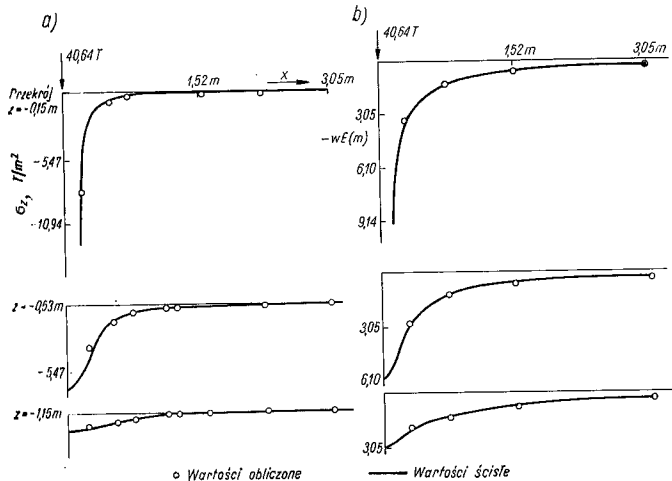 a)
b)
40,64 T
40,64 T
1,52 m
x
3,05 m
1,52 m
3,05 m
Przekrój
z = -0,15 m
-5,47
-10,94
σz, T/m²
3,05
-wE(m)
6,10
9,14
z = -0,53 m
-5,47
3,05
6,10
z = -1,15 m
3,05
Wartości obliczone
Wartości ścisłe